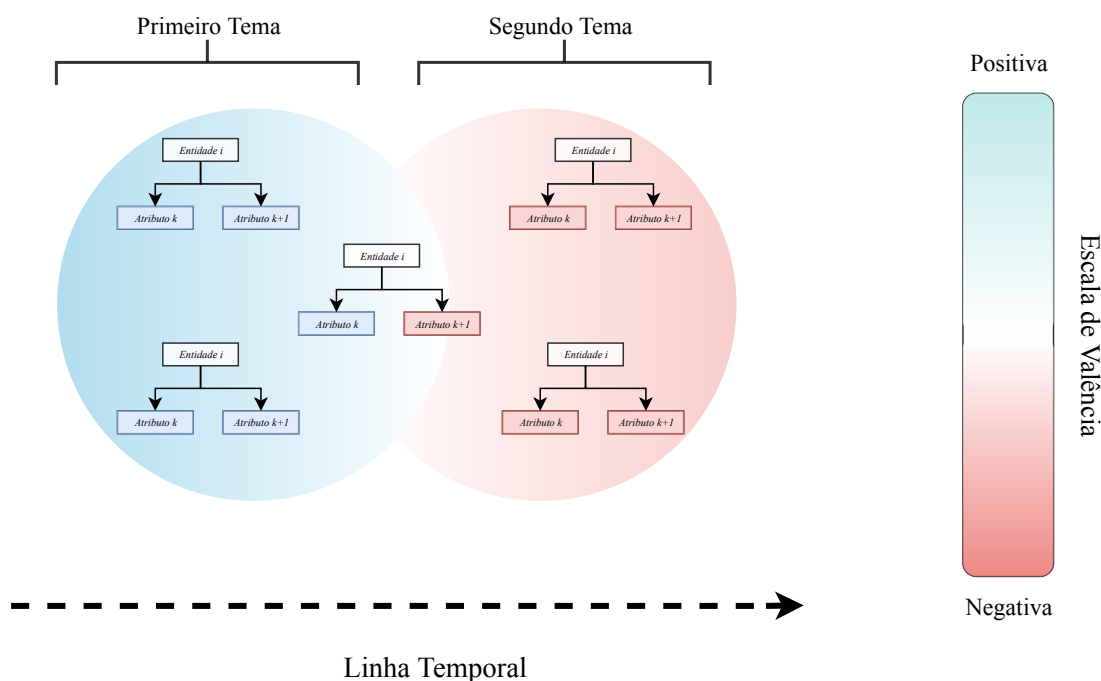 Primeiro Tema
Segundo Tema
Positiva
Entidade i
Entidade i
Atributo k
Atributo k+1
Atributo k
Atributo k+1
Entidade i
Atributo k
Atributo k+1
Entidade i
Entidade i
Atributo k
Atributo k+1
Atributo k
Atributo k+1
Escala de Valência
Negativa
Linha Temporal